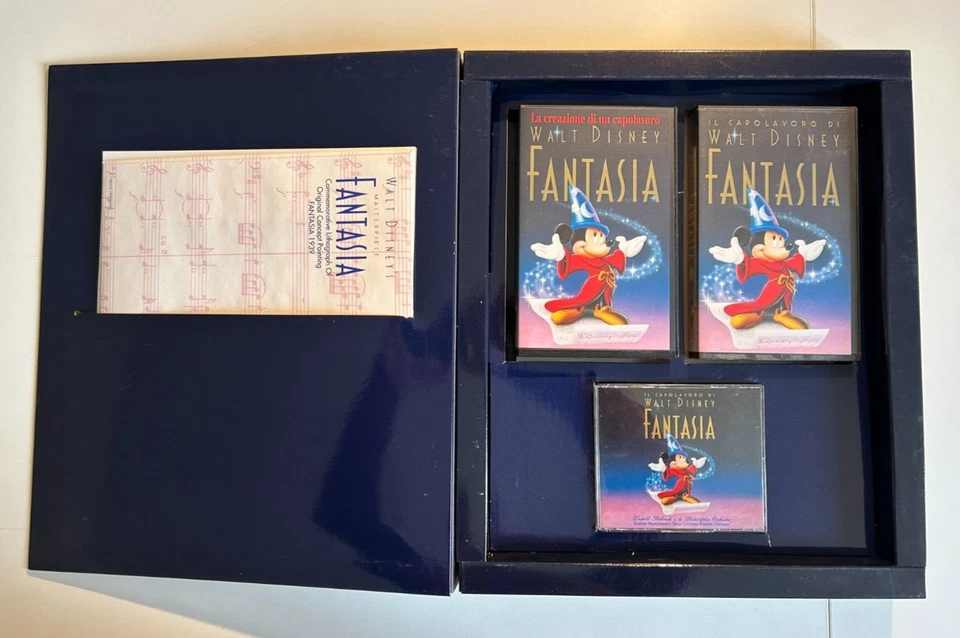 WALT DISNEY'S
MASTERPIECE
FANTASIA
Commemorative Lithograph Of
Original Concept Painting
FANTASIA 1939
La creazione di un capolavoro
WALT DISNEY
FANTASIA
IL CAPOLAVORO DI
WALT DISNEY
FANTASIA
IL CAPOLAVORO DI
WALT DISNEY
FANTASIA